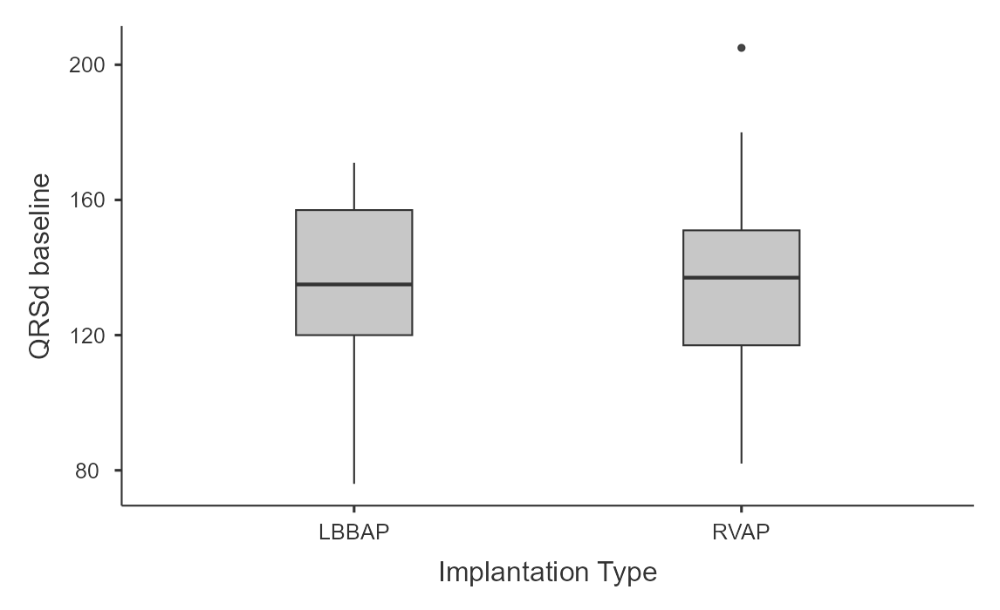 QRSd baseline
200
160
120
80
LBBAP
RVAP
Implantation Type